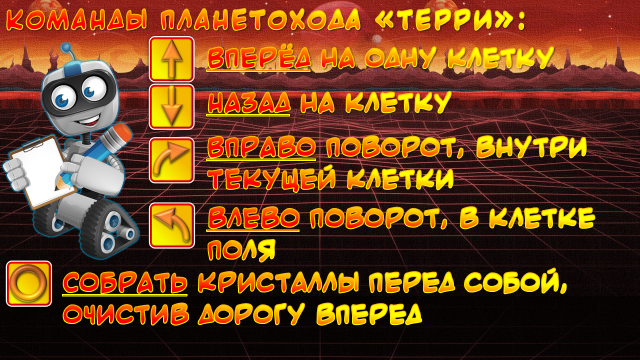 Команды планетохода «Терри»:
Вперёд на одну клетку
Назад на клетку
Вправо поворот, внутри
текущей клетки
Влево поворот, в клетке
поля
Собрать кристаллы перед собой,
очистив дорогу вперед